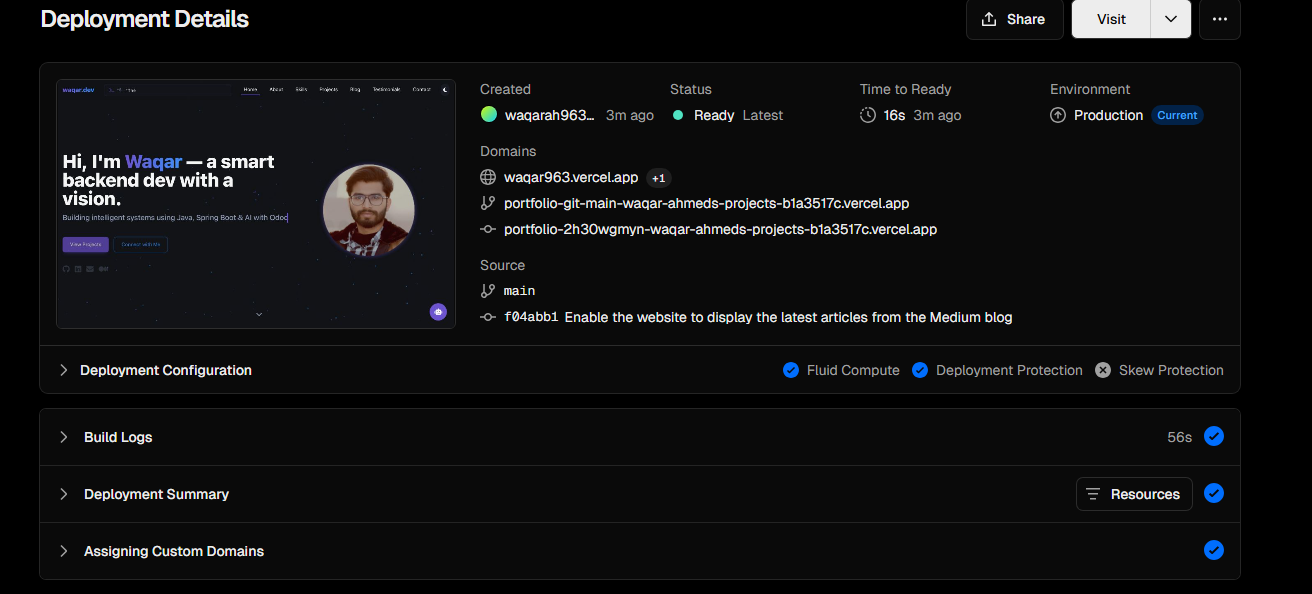 Deployment Details
Share
Visit
waqar.dev
Home About Skills Projects Blog Testimonials Contact
Hi, I'm Waqar — a smart
backend dev with a
vision.
Building intelligent systems using Java, Spring Boot & AI with Odoo|
View Projects
Connect with Me
Created
waqarah963... 3m ago
Status
Ready Latest
Time to Ready
16s 3m ago
Environment
Production Current
Domains
waqar963.vercel.app +1
portfolio-git-main-waqar-ahmeds-projects-b1a3517c.vercel.app
portfolio-2h30wgmyn-waqar-ahmeds-projects-b1a3517c.vercel.app
Source
main
f04abb1 Enable the website to display the latest articles from the Medium blog
Deployment Configuration
Fluid Compute Deployment Protection Skew Protection
Build Logs
56s
Deployment Summary
Resources
Assigning Custom Domains